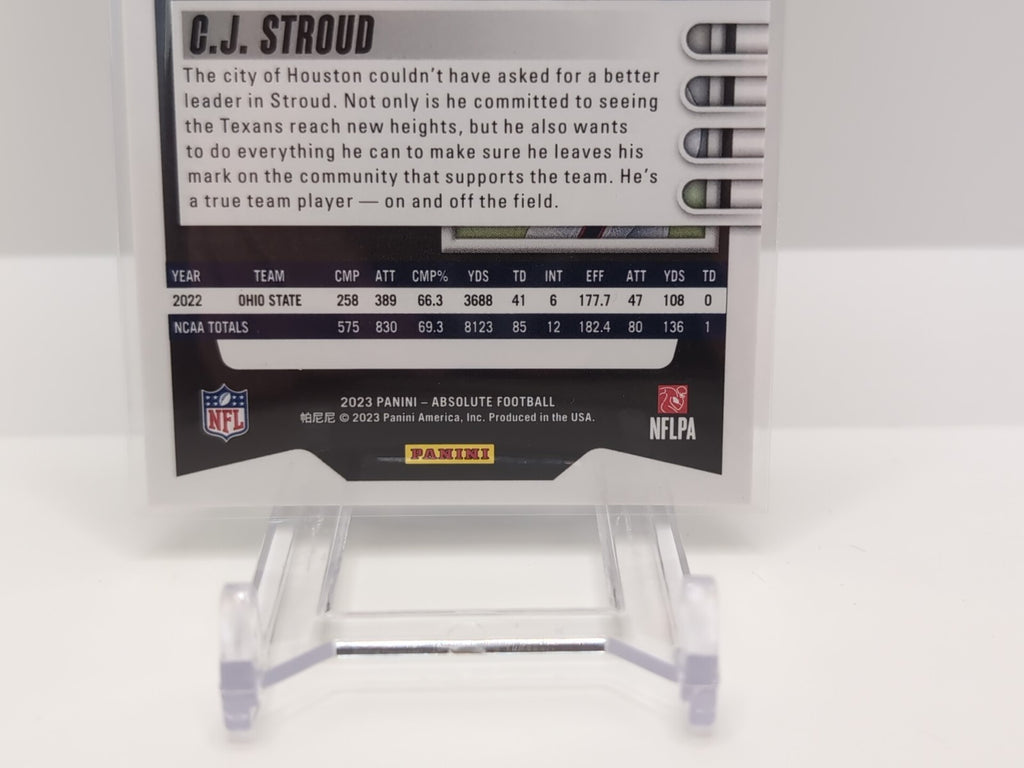 C.J. STROUD
The city of Houston couldn't have asked for a better
leader in Stroud. Not only is he committed to seeing
the Texans reach new heights, but he also wants
to do everything he can to make sure he leaves his
mark on the community that supports the team. He's
a true team player — on and off the field.
YEAR TEAM CMP ATT CMP% YDS TD INT EFF ATT YDS TD
2022 OHIO STATE 258 389 66.3 3688 41 6 177.7 47 108 0
NCAA TOTALS 575 830 69.3 8123 85 12 182.4 80 136 1
NFL
2023 PANINI – ABSOLUTE FOOTBALL
帕尼尼 © 2023 Panini America, Inc. Produced in the USA.
NFLPA
PANINI